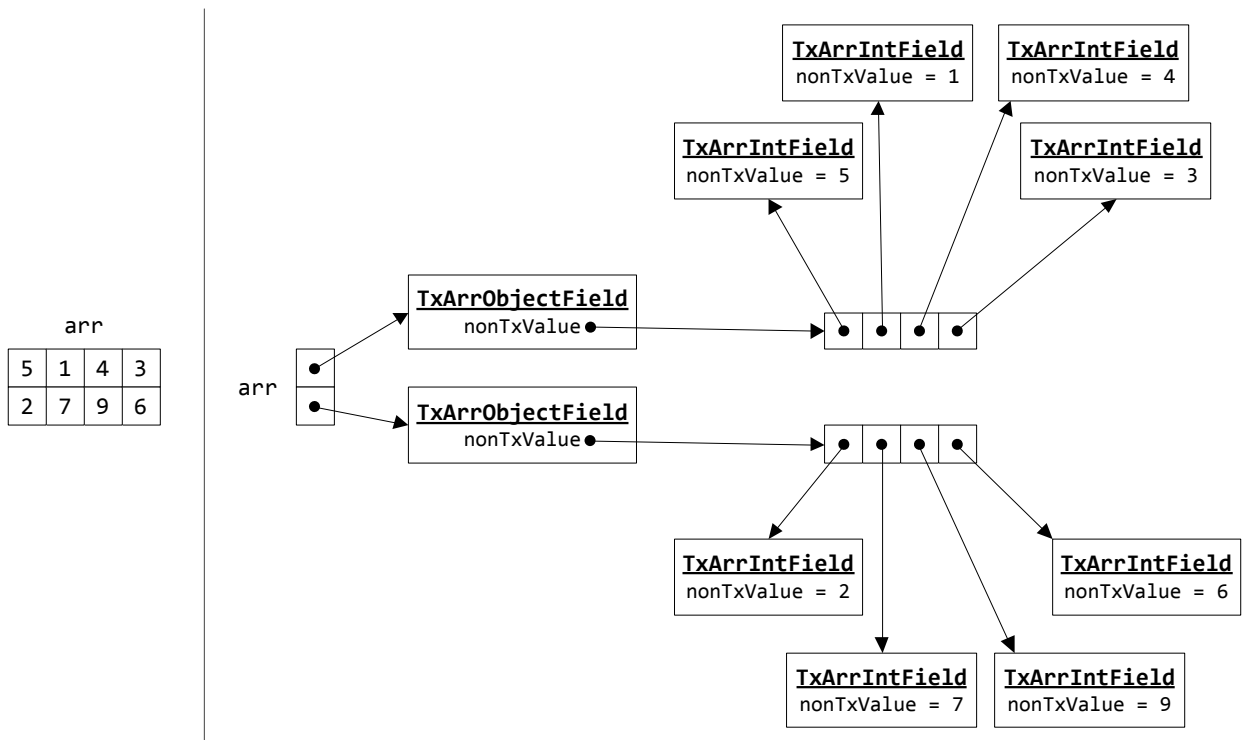 arr
5 1 4 3
2 7 9 6
arr
TxArrObjectField
nonTxValue
TxArrObjectField
nonTxValue
TxArrIntField
nonTxValue = 1
TxArrIntField
nonTxValue = 4
TxArrIntField
nonTxValue = 5
TxArrIntField
nonTxValue = 3
TxArrIntField
nonTxValue = 2
TxArrIntField
nonTxValue = 6
TxArrIntField
nonTxValue = 7
TxArrIntField
nonTxValue = 9